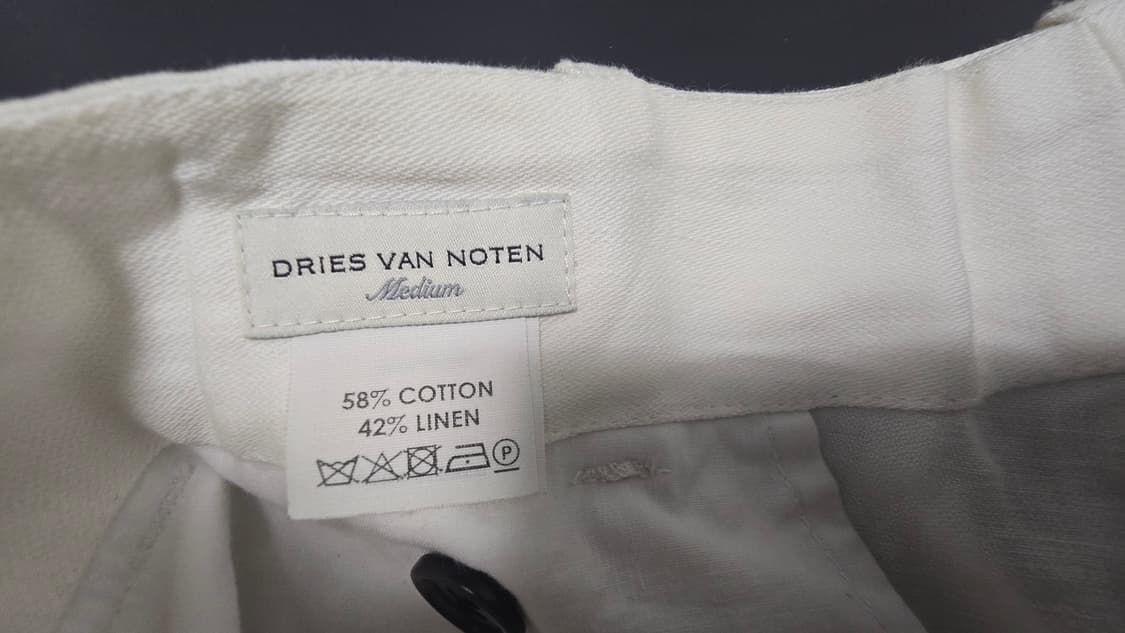 DRIES VAN NOTEN
Medium
58% COTTON
42% LINEN
P